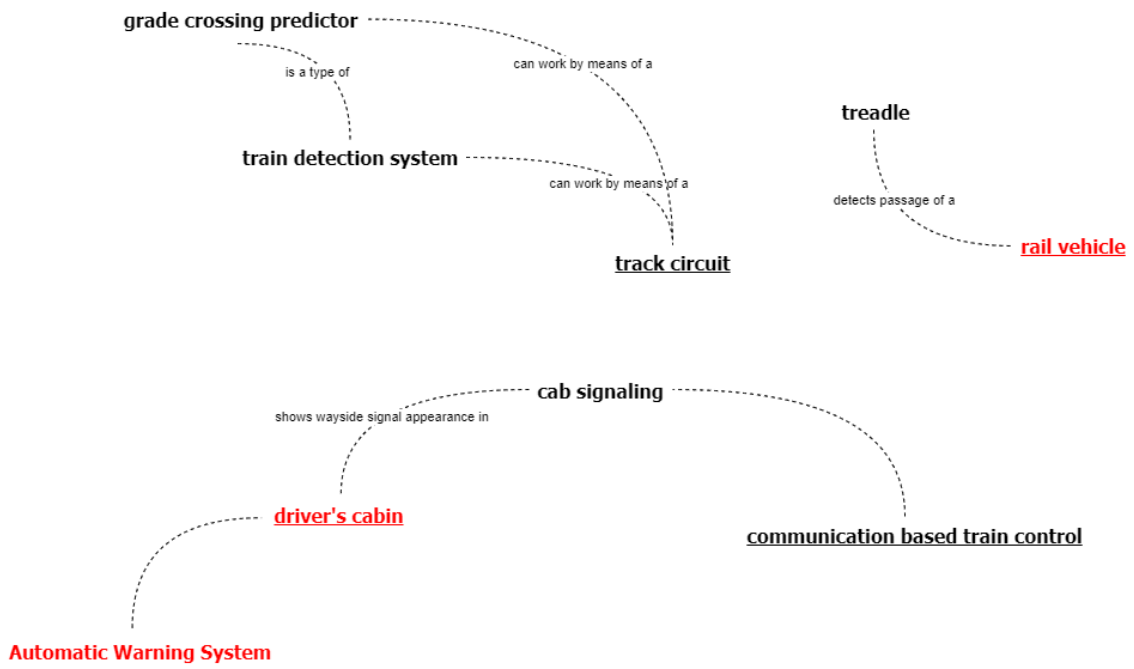 grade crossing predictor
can work by means of a
is a type of
treadle
train detection system
can work by means of a
detects passage of a
rail vehicle
track circuit
cab signaling
shows wayside signal appearance in
driver's cabin
communication based train control
Automatic Warning System